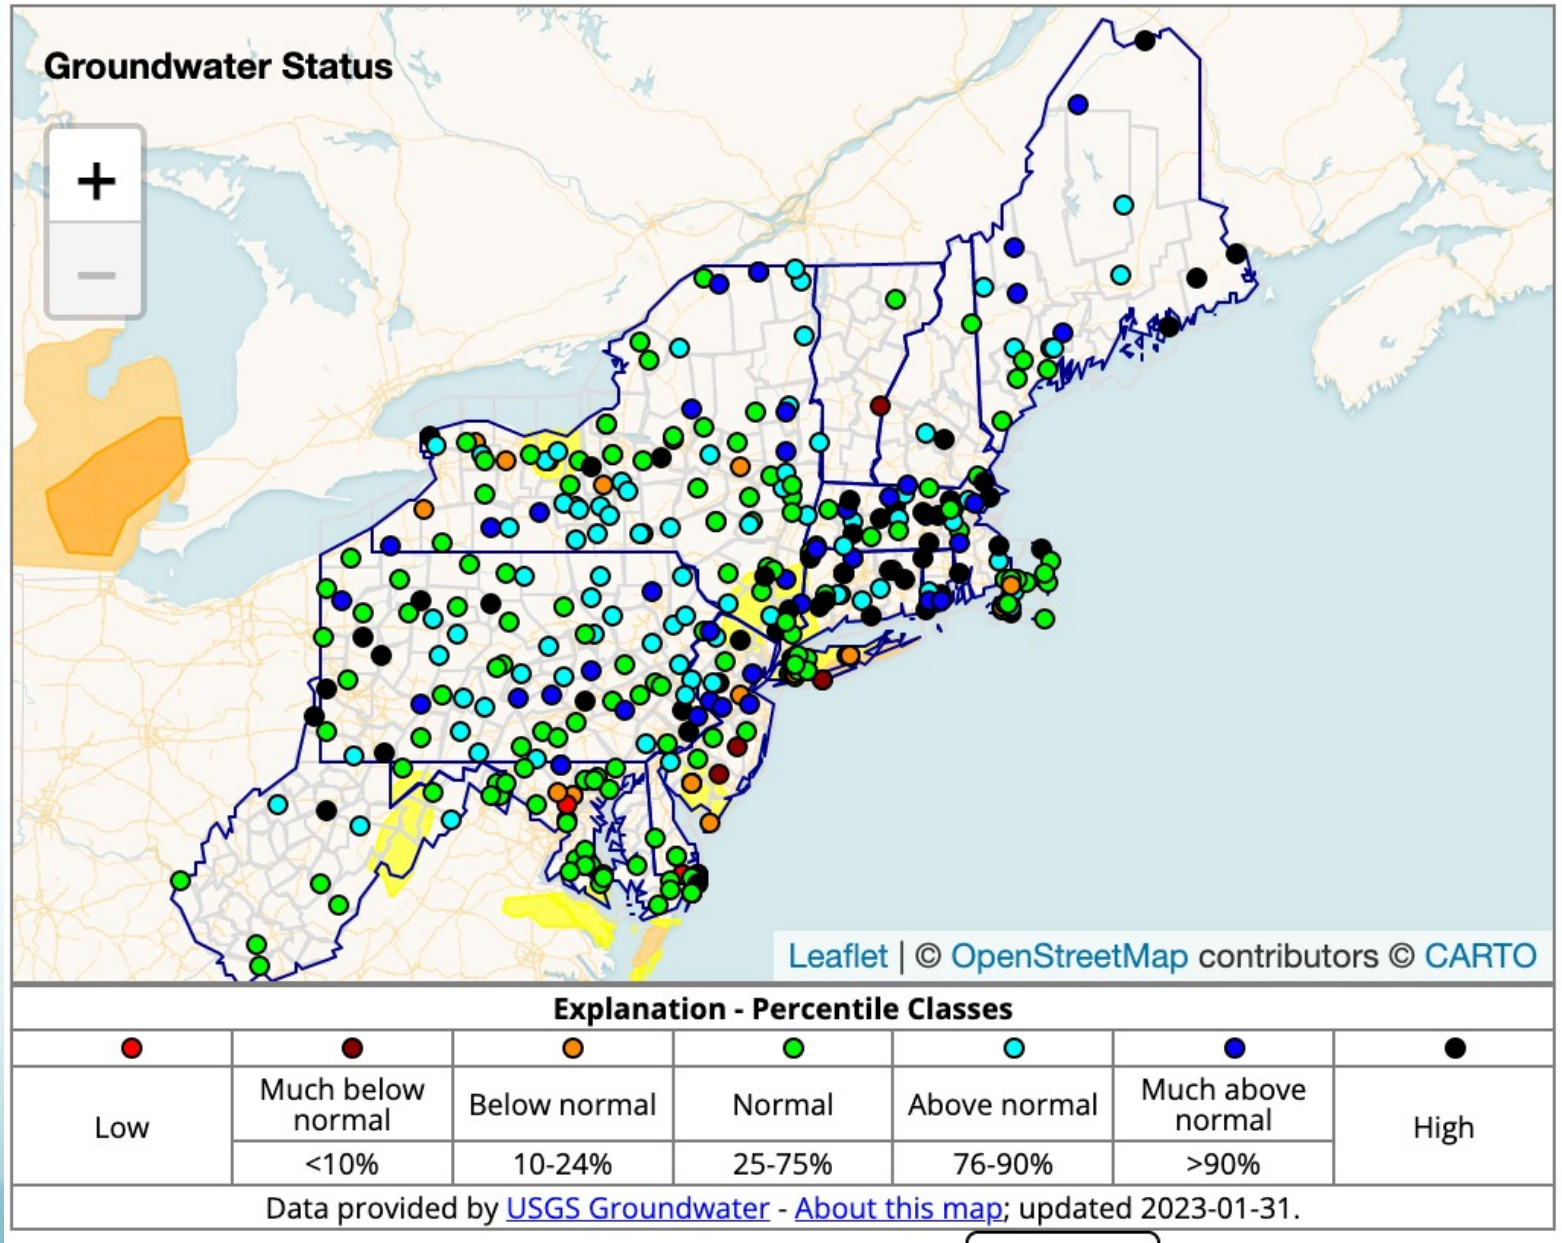 Groundwater Status
+
−
Leaflet | © OpenStreetMap contributors © CARTO
Explanation - Percentile Classes
Low
Much below normal
<10%
Below normal
10-24%
Normal
25-75%
Above normal
76-90%
Much above normal
>90%
High
Data provided by USGS Groundwater - About this map; updated 2023-01-31.